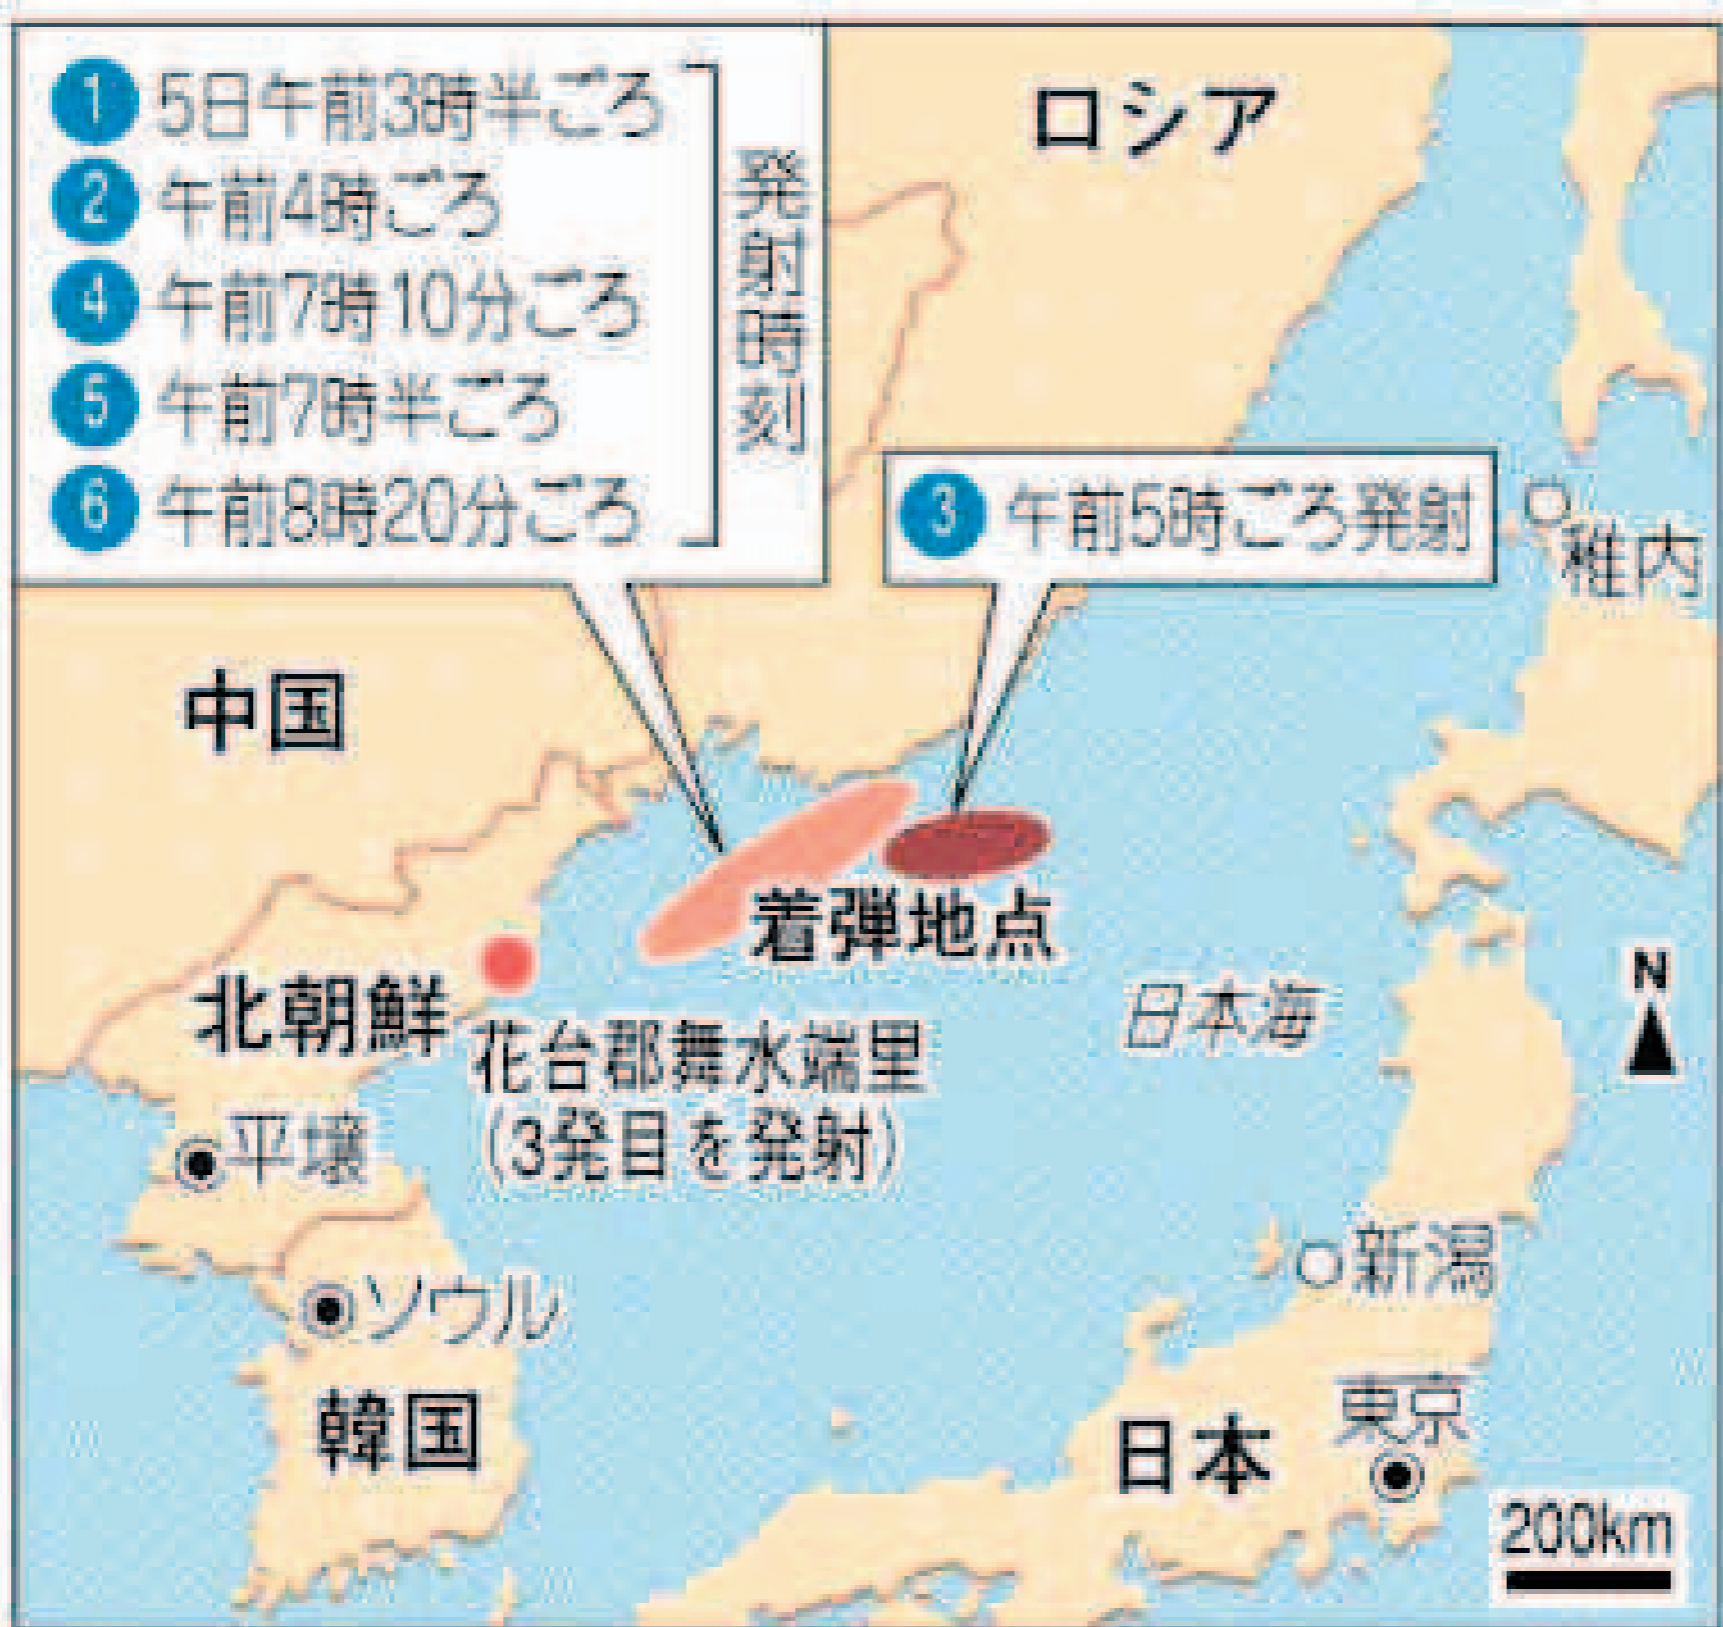 ① 5日午前3時半ごろ
② 午前4時ごろ
④ 午前7時10分ごろ
⑤ 午前7時半ごろ
⑥ 午前8時20分ごろ
発射時刻
ロシア
③ 午前5時ごろ発射
稚内
中国
着弾地点
北朝鮮
花台郡舞水端里
(3発目を発射)
日本海
N
平壌
新潟
ソウル
韓国
日本
東京
200km